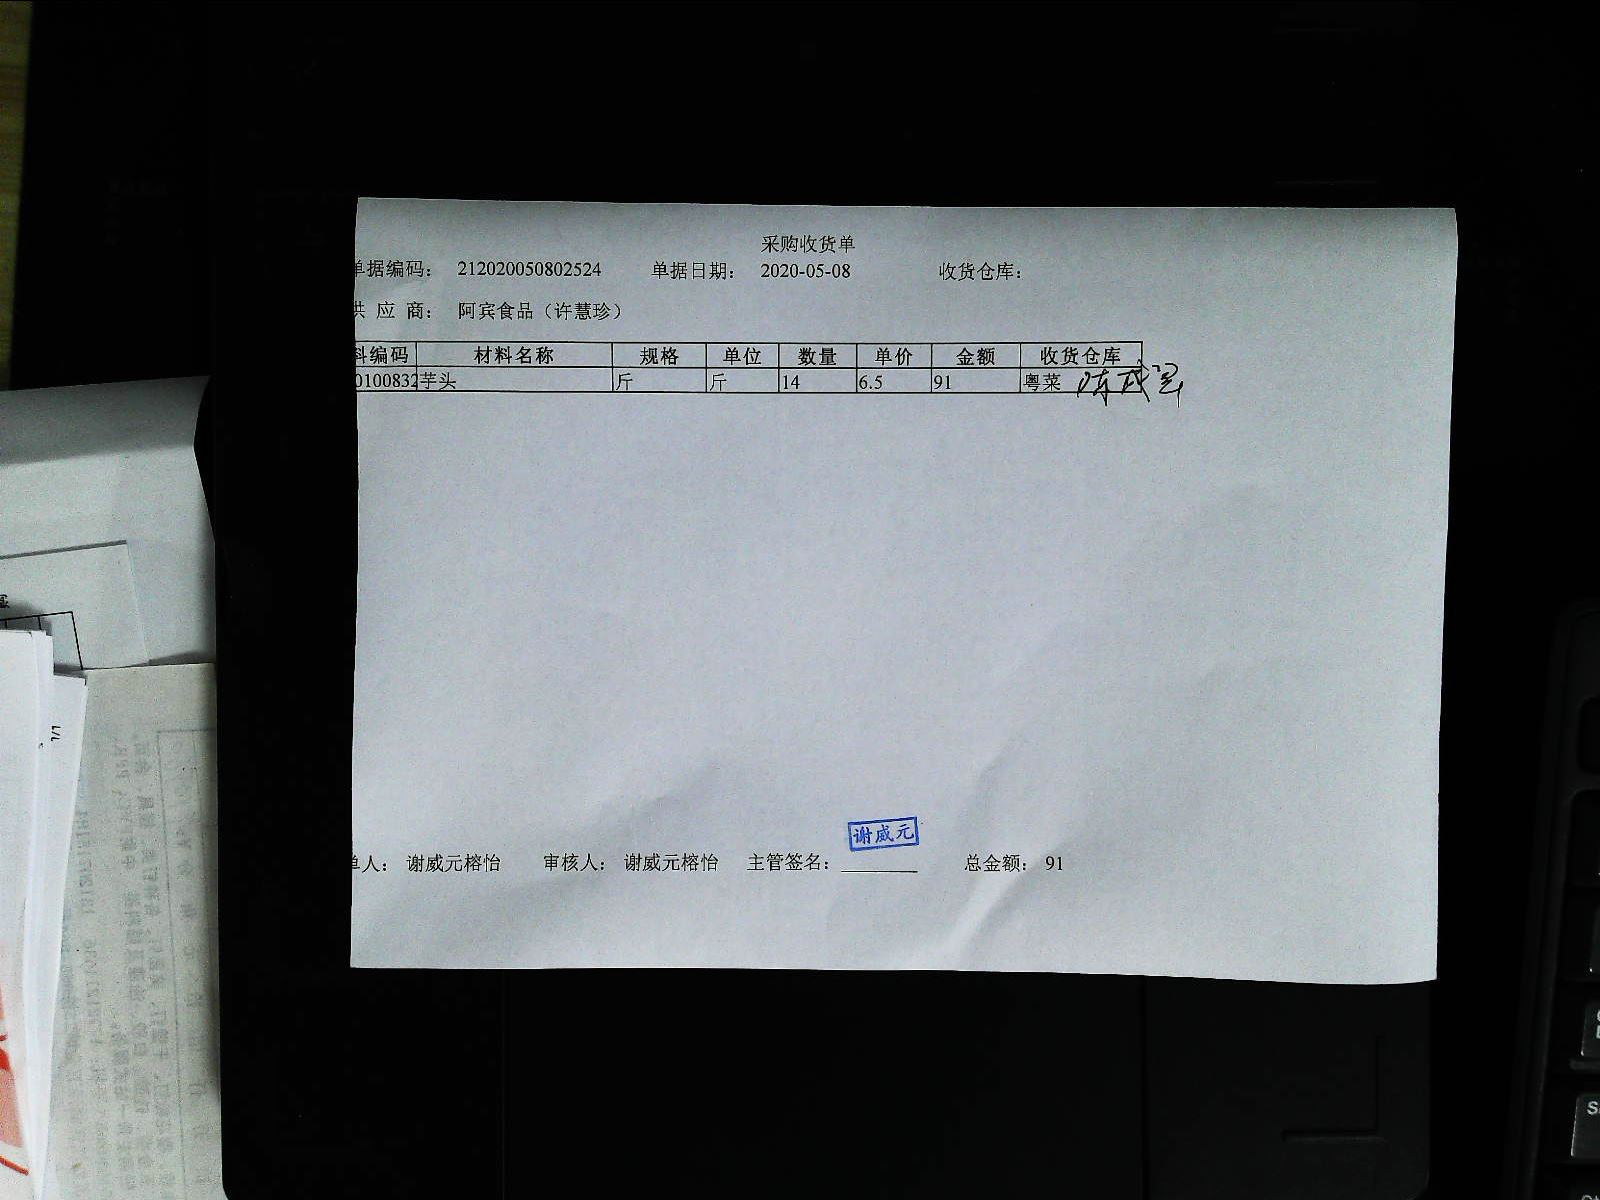 采购收货单
单据编码： 212020050802524 单据日期： 2020-05-08 收货仓库：
供 应 商： 阿宾食品（许慧珍）
料编码 材料名称 规格 单位 数量 单价 金额 收货仓库
0100832 芋头 斤 斤 14 6.5 91 粤菜
谢威元
单人： 谢威元榕怡 审核人： 谢威元榕怡 主管签名： 总金额： 91